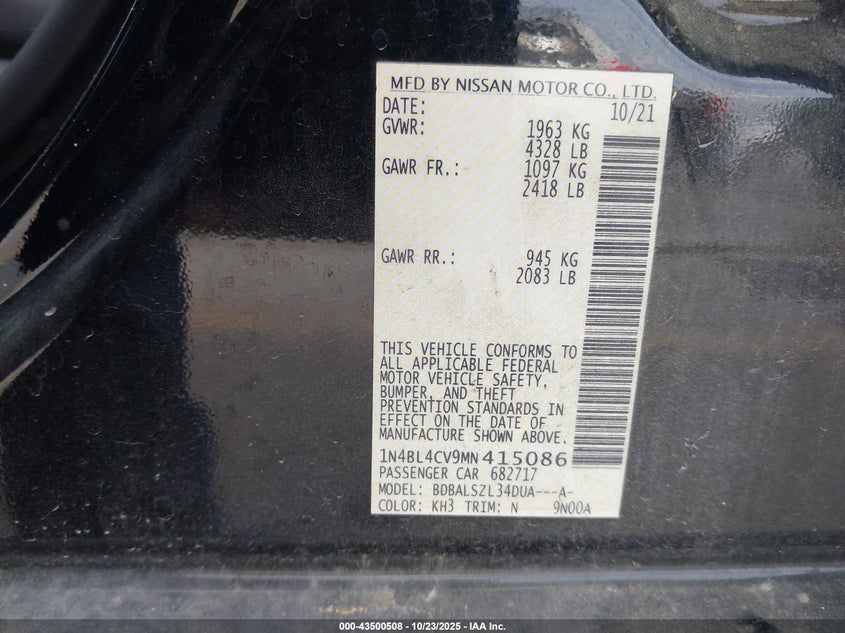 MFD BY NISSAN MOTOR CO., LTD.
DATE: 10/21
GVWR: 1963 KG
4328 LB
GAWR FR.: 1097 KG
2418 LB
GAWR RR.: 945 KG
2083 LB
THIS VEHICLE CONFORMS TO
ALL APPLICABLE FEDERAL
MOTOR VEHICLE SAFETY,
BUMPER, AND THEFT
PREVENTION STANDARDS IN
EFFECT ON THE DATE OF
MANUFACTURE SHOWN ABOVE.
1N4BL4CV9MN415086
PASSENGER CAR 682717
MODEL: BDBALSZL34DUA---A-
COLOR: KH3 TRIM: N 9N00A
000-43500508 - 10/23/2025 - IAA Inc.